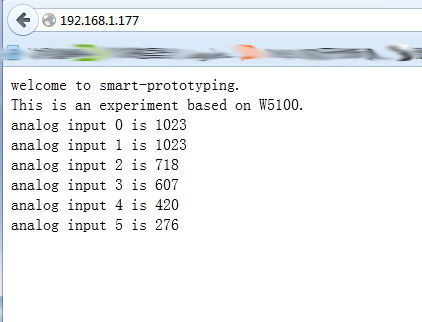 192.168.1.177
welcome to smart-prototyping.
This is an experiment based on W5100.
analog input 0 is 1023
analog input 1 is 1023
analog input 2 is 718
analog input 3 is 607
analog input 4 is 420
analog input 5 is 276